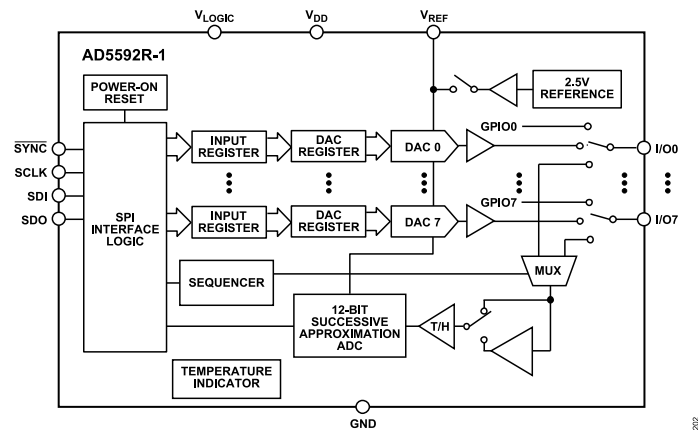 VLOGIC
VDD
VREF
AD5592R-1
POWER-ON
RESET
2.5V
REFERENCE
SYNC
SCLK
SDI
SDO
SPI
INTERFACE
LOGIC
INPUT
REGISTER
DAC
REGISTER
DAC 0
GPIO0
I/O0
INPUT
REGISTER
DAC
REGISTER
DAC 7
GPIO7
I/O7
SEQUENCER
MUX
12-BIT
SUCCESSIVE
APPROXIMATION
ADC
T/H
TEMPERATURE
INDICATOR
GND
202